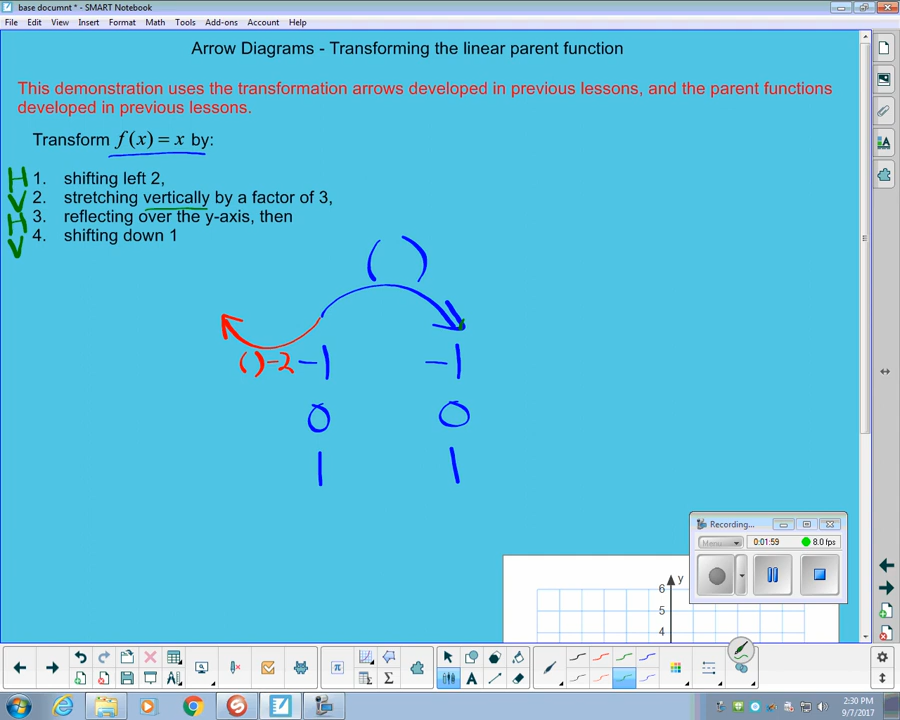 base documnt * - SMART Notebook
File Edit View Insert Format Math Tools Add-ons Account Help
Arrow Diagrams - Transforming the linear parent function
This demonstration uses the transformation arrows developed in previous lessons, and the parent functions
developed in previous lessons.
Transform f(x) = x by:
H 1. shifting left 2,
V 2. stretching vertically by a factor of 3,
H 3. reflecting over the y-axis, then
V 4. shifting down 1
( )
( )-2 -1 -1
0 0
1 1
Recording...
Menu 0:01:59 8.0 fps
y
6
5
4
2:30 PM
9/7/2017